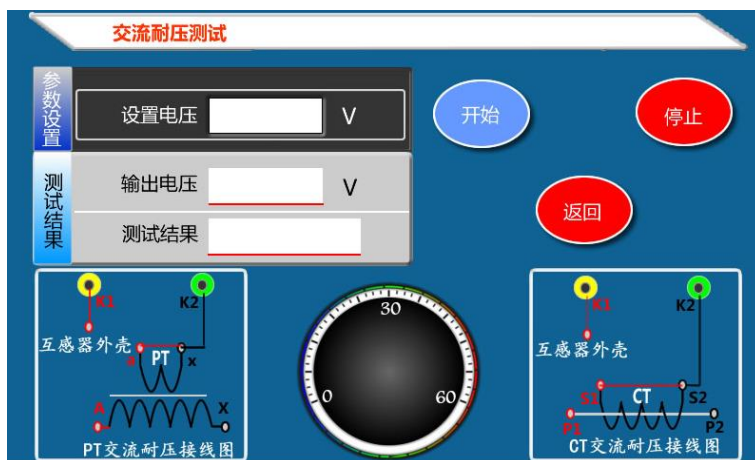 交流耐压测试
参数设置
设置电压 V
开始
停止
测试结果
输出电压 V
测试结果
返回
K1 K2
互感器外壳
a PT x
A X
PT交流耐压接线图
30
0 60
K1 K2
互感器外壳
S1 CT S2
P1 P2
CT交流耐压接线图